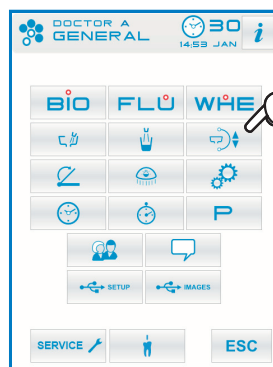 DOCTOR A
GENERAL
30
14:53 JAN
i
BIO FLU WHE
P
SETUP IMAGES
SERVICE ESC